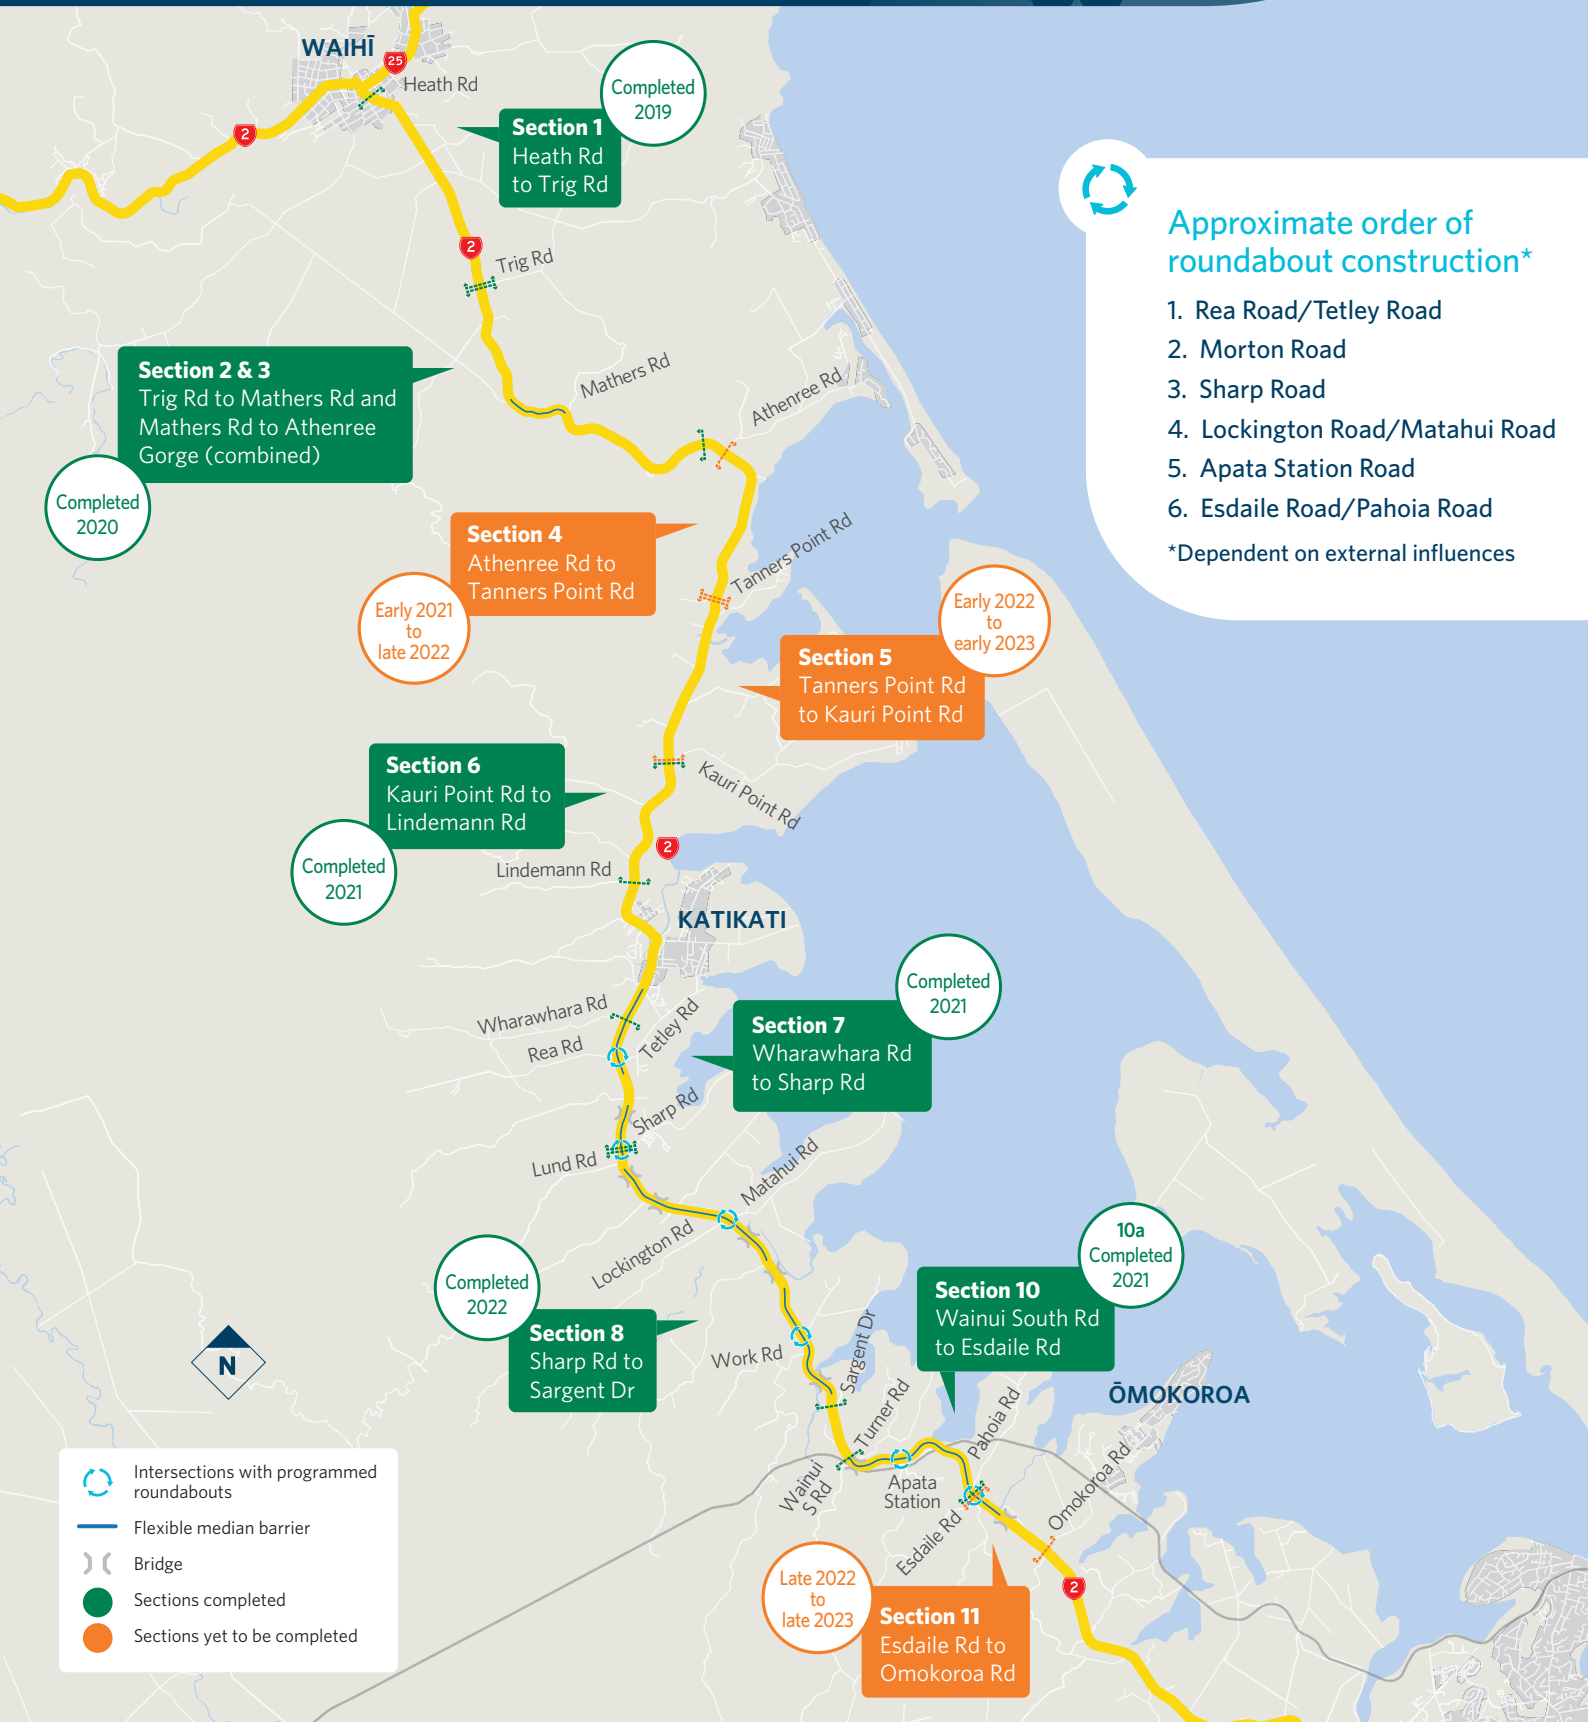 WAIHĪ
25
Heath Rd
2
Completed
2019
Section 1
Heath Rd
to Trig Rd
2
Trig Rd
Approximate order of
roundabout construction*
1. Rea Road/Tetley Road
2. Morton Road
3. Sharp Road
4. Lockington Road/Matahui Road
5. Apata Station Road
6. Esdaile Road/Pahoia Road
*Dependent on external influences
Section 2 & 3
Trig Rd to Mathers Rd and
Mathers Rd to Athenree
Gorge (combined)
Completed
2020
Mathers Rd
Athenree Rd
Section 4
Athenree Rd to
Tanners Point Rd
Early 2021
to
late 2022
Tanners Point Rd
Early 2022
to
early 2023
Section 5
Tanners Point Rd
to Kauri Point Rd
Section 6
Kauri Point Rd to
Lindemann Rd
Completed
2021
Kauri Point Rd
2
Lindemann Rd
KATIKATI
Completed
2021
Section 7
Wharawhara Rd
to Sharp Rd
Wharawhara Rd
Rea Rd
Tetley Rd
Sharp Rd
Lund Rd
Matahui Rd
Lockington Rd
10a
Completed
2021
Section 10
Wainui South Rd
to Esdaile Rd
Completed
2022
Section 8
Sharp Rd to
Sargent Dr
Work Rd
Sargent Dr
Turner Rd
Pahoia Rd
ŌMOKOROA
N
Wainui
S Rd
Apata
Station
Omokoroa Rd
Esdaile Rd
2
Late 2022
to
late 2023
Section 11
Esdaile Rd to
Omokoroa Rd
Intersections with programmed
roundabouts
Flexible median barrier
Bridge
Sections completed
Sections yet to be completed